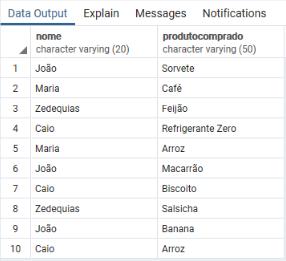 Data Output Explain Messages Notifications
nome produtocomprado
character varying (20) character varying (50)
1 João Sorvete
2 Maria Café
3 Zedequias Feijão
4 Caio Refrigerante Zero
5 Maria Arroz
6 João Macarrão
7 Caio Biscoito
8 Zedequias Salsicha
9 João Banana
10 Caio Arroz